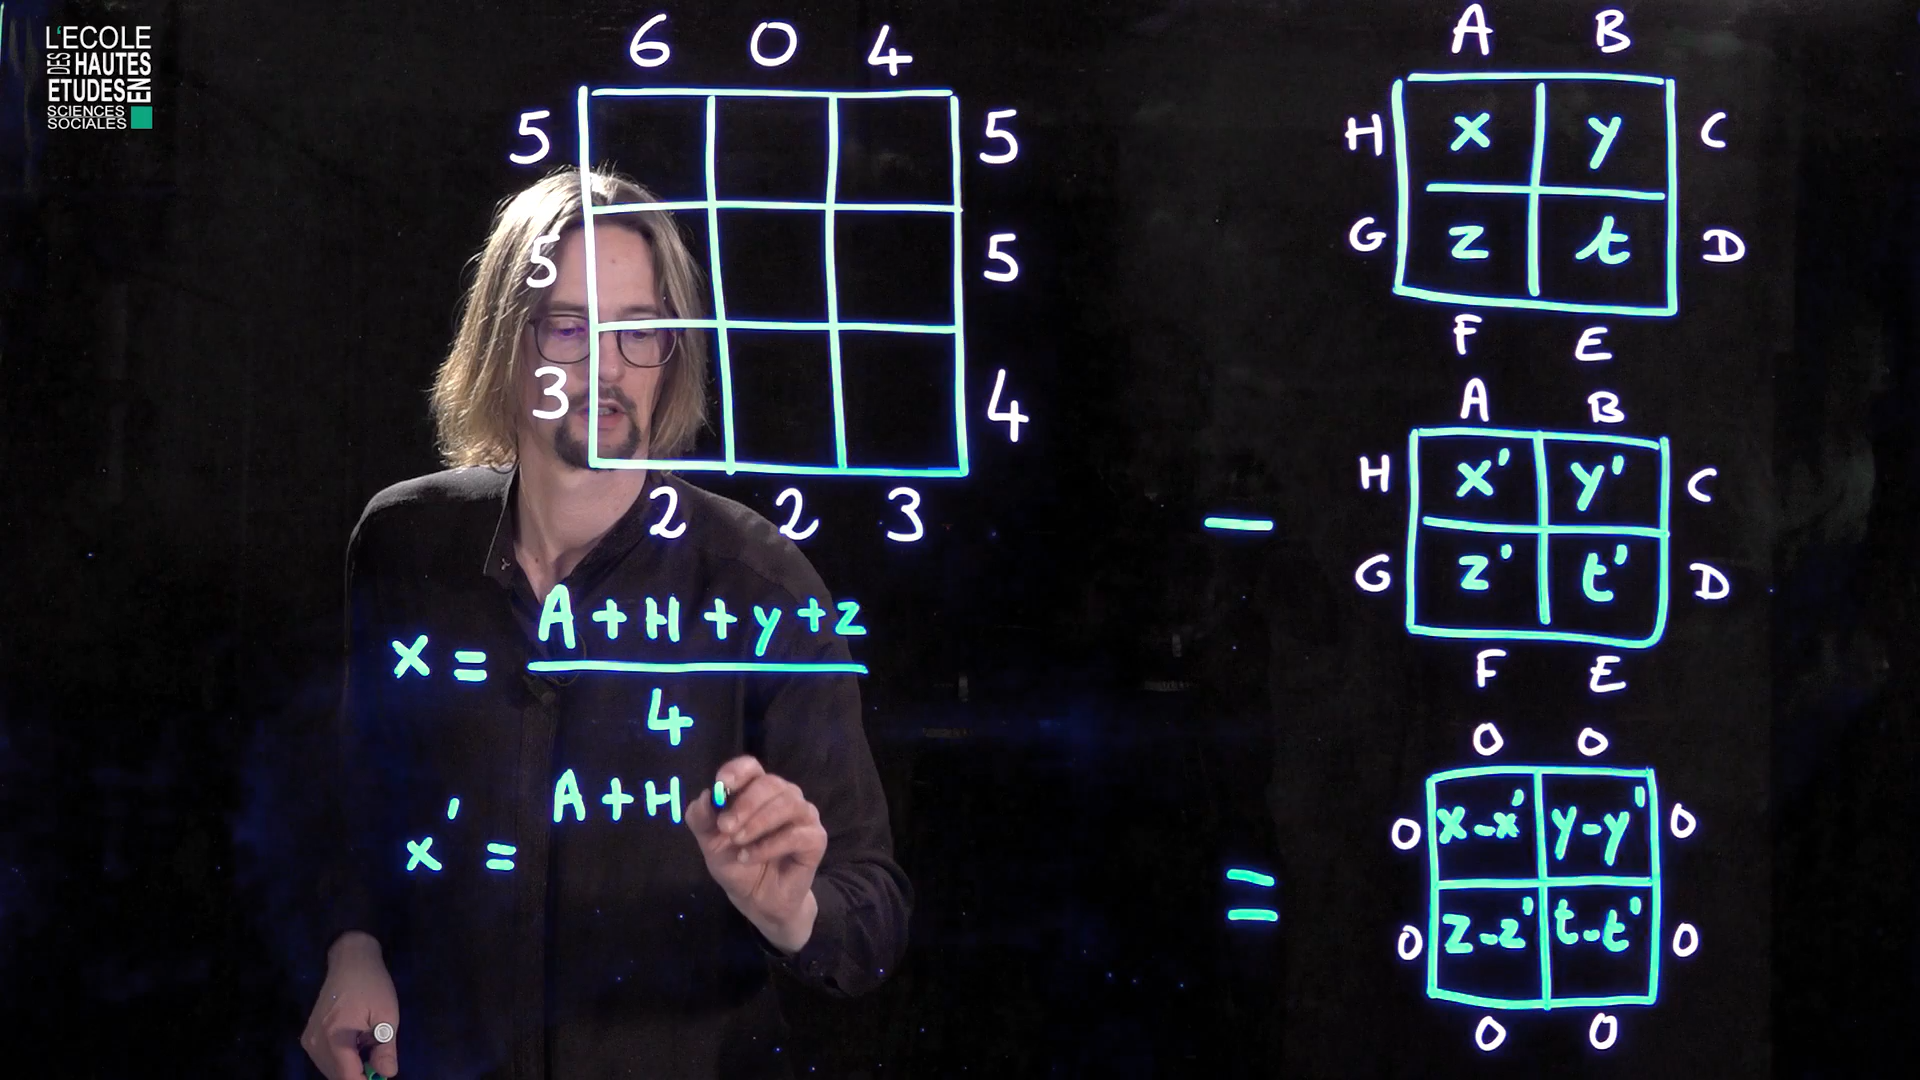 L'ECOLE
DES HAUTES
ETUDES EN
SCIENCES
SOCIALES
6 0 4
5 5
5 5
3 4
2 2 3
x = A + H + y + z
4
x' = A + H
A B
H x y C
G z t D
F E
−
A B
H x' y' C
G z' t' D
F E
=
0 0
0 x-x' y-y' 0
0 z-z' t-t' 0
0 0